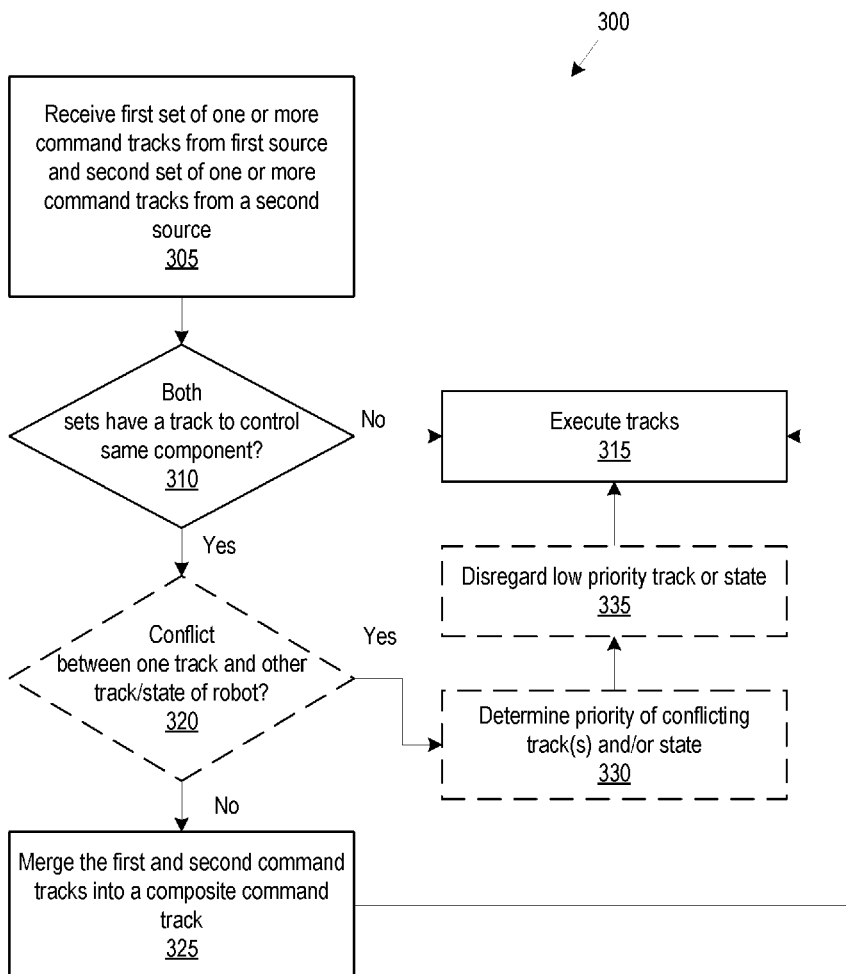 300
Receive first set of one or more
command tracks from first source
and second set of one or more
command tracks from a second
source
305
Both
sets have a track to control
same component?
310
No
Execute tracks
315
Yes
Disregard low priority track or state
335
Conflict
between one track and other
track/state of robot?
320
Yes
Determine priority of conflicting
track(s) and/or state
330
No
Merge the first and second command
tracks into a composite command
track
325